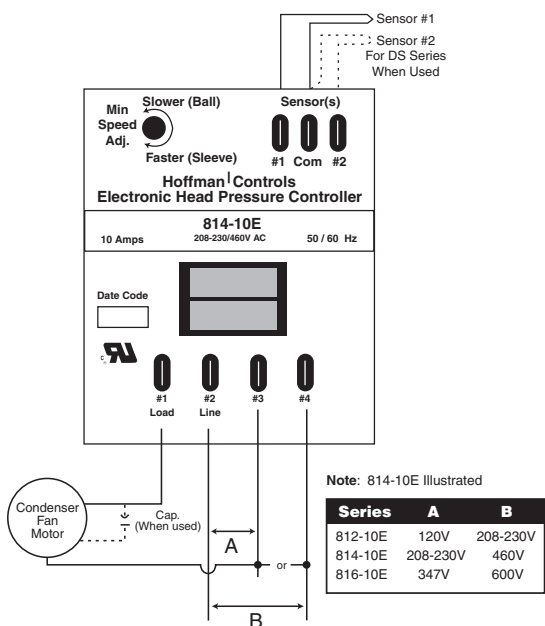 Sensor #1
Sensor #2
For DS Series
When Used
Min
Speed
Adj.
Slower (Ball)
Faster (Sleeve)
Sensor(s)
#1 Com #2
Hoffman Controls
Electronic Head Pressure Controller
814-10E
10 Amps 208-230/460V AC 50 / 60 Hz
Date Code
#1 #2 #3 #4
Load Line
Condenser
Fan
Motor
Cap.
(When used)
A
or
B
Note: 814-10E Illustrated
Series A B
812-10E 120V 208-230V
814-10E 208-230V 460V
816-10E 347V 600V